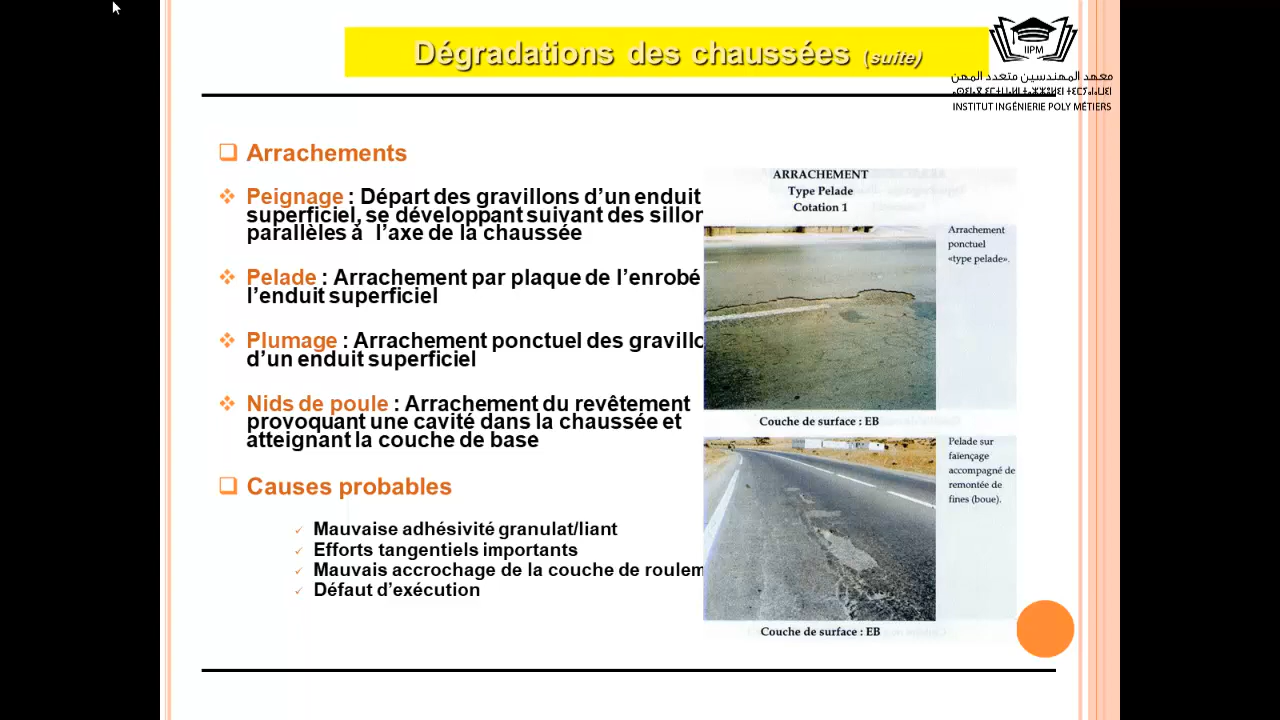 Dégradations des chaussées (suite)
IIPM
معهد المهندسين متعدد المهن
INSTITUT INGÉNIERIE POLY MÉTIERS
Arrachements
Peignage : Départ des gravillons d’un enduit
superficiel, se développant suivant des sillon
parallèles à l’axe de la chaussée
Pelade : Arrachement par plaque de l’enrobé
l’enduit superficiel
Plumage : Arrachement ponctuel des gravillo
d’un enduit superficiel
Nids de poule : Arrachement du revêtement
provoquant une cavité dans la chaussée et
atteignant la couche de base
Causes probables
Mauvaise adhésivité granulat/liant
Efforts tangentiels importants
Mauvais accrochage de la couche de roulem
Défaut d’exécution
ARRACHEMENT
Type Pelade
Cotation 1
Arrachement
ponctuel
«type pelade».
Couche de surface : EB
Pelade sur
faïençage
accompagné de
remontée de
fines (boue).
Couche de surface : EB